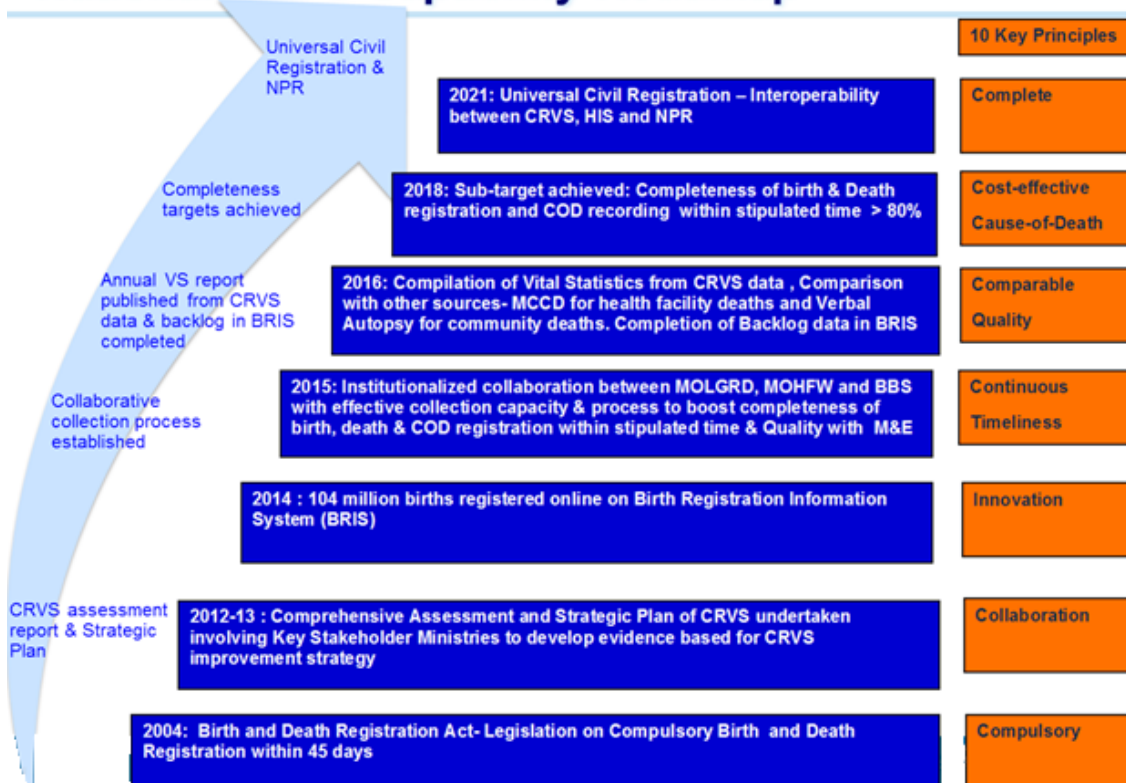 10 Key Principles
Universal Civil
Registration &
NPR
2021: Universal Civil Registration – Interoperability
between CRVS, HIS and NPR
Complete
Completeness
targets achieved
2018: Sub-target achieved: Completeness of birth & Death
registration and COD recording within stipulated time > 80%
Cost-effective
Cause-of-Death
Annual VS report
published from CRVS
data & backlog in BRIS
completed
2016: Compilation of Vital Statistics from CRVS data , Comparison
with other sources- MCCD for health facility deaths and Verbal
Autopsy for community deaths. Completion of Backlog data in BRIS
Comparable
Quality
Collaborative
collection process
established
2015: Institutionalized collaboration between MOLGRD, MOHFW and BBS
with effective collection capacity & process to boost completeness of
birth, death & COD registration within stipulated time & Quality with M&E
Continuous
Timeliness
2014 : 104 million births registered online on Birth Registration Information
System (BRIS)
Innovation
CRVS assessment
report & Strategic
Plan
2012-13 : Comprehensive Assessment and Strategic Plan of CRVS undertaken
involving Key Stakeholder Ministries to develop evidence based for CRVS
improvement strategy
Collaboration
2004: Birth and Death Registration Act- Legislation on Compulsory Birth and Death
Registration within 45 days
Compulsory